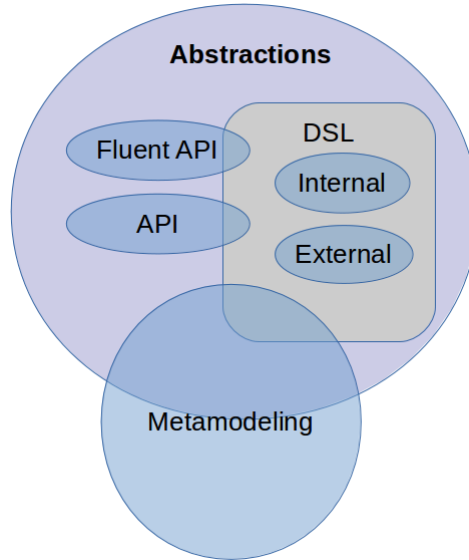 Abstractions
DSL
Fluent API
Internal
API
External
Metamodeling